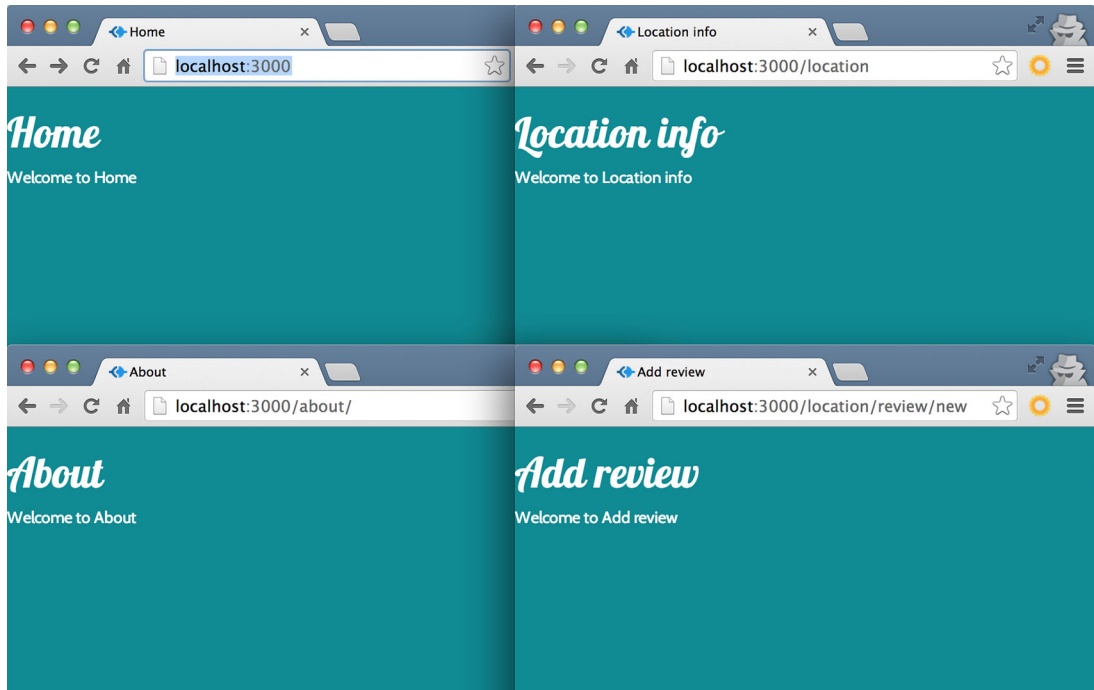 Home
localhost:3000
Home
Welcome to Home
Location info
localhost:3000/location
Location info
Welcome to Location info
About
localhost:3000/about/
About
Welcome to About
Add review
localhost:3000/location/review/new
Add review
Welcome to Add review